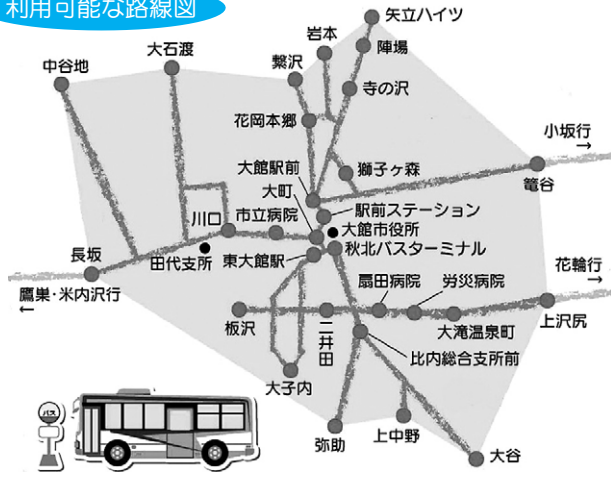 利用可能な路線図
矢立ハイツ
岩本
陣場
大石渡
繋沢
中谷地
寺の沢
花岡本郷
小坂行
→
大館駅前
獅子ヶ森
篭谷
大町
駅前ステーション
川口
市立病院
大館市役所
秋北バスターミナル
田代支所
東大館駅
長坂
花輪行
→
鷹巣・米内沢行
←
扇田病院
労災病院
板沢
二井田
大滝温泉町
上沢尻
比内総合支所前
大子内
バス
弥助
上中野
大谷